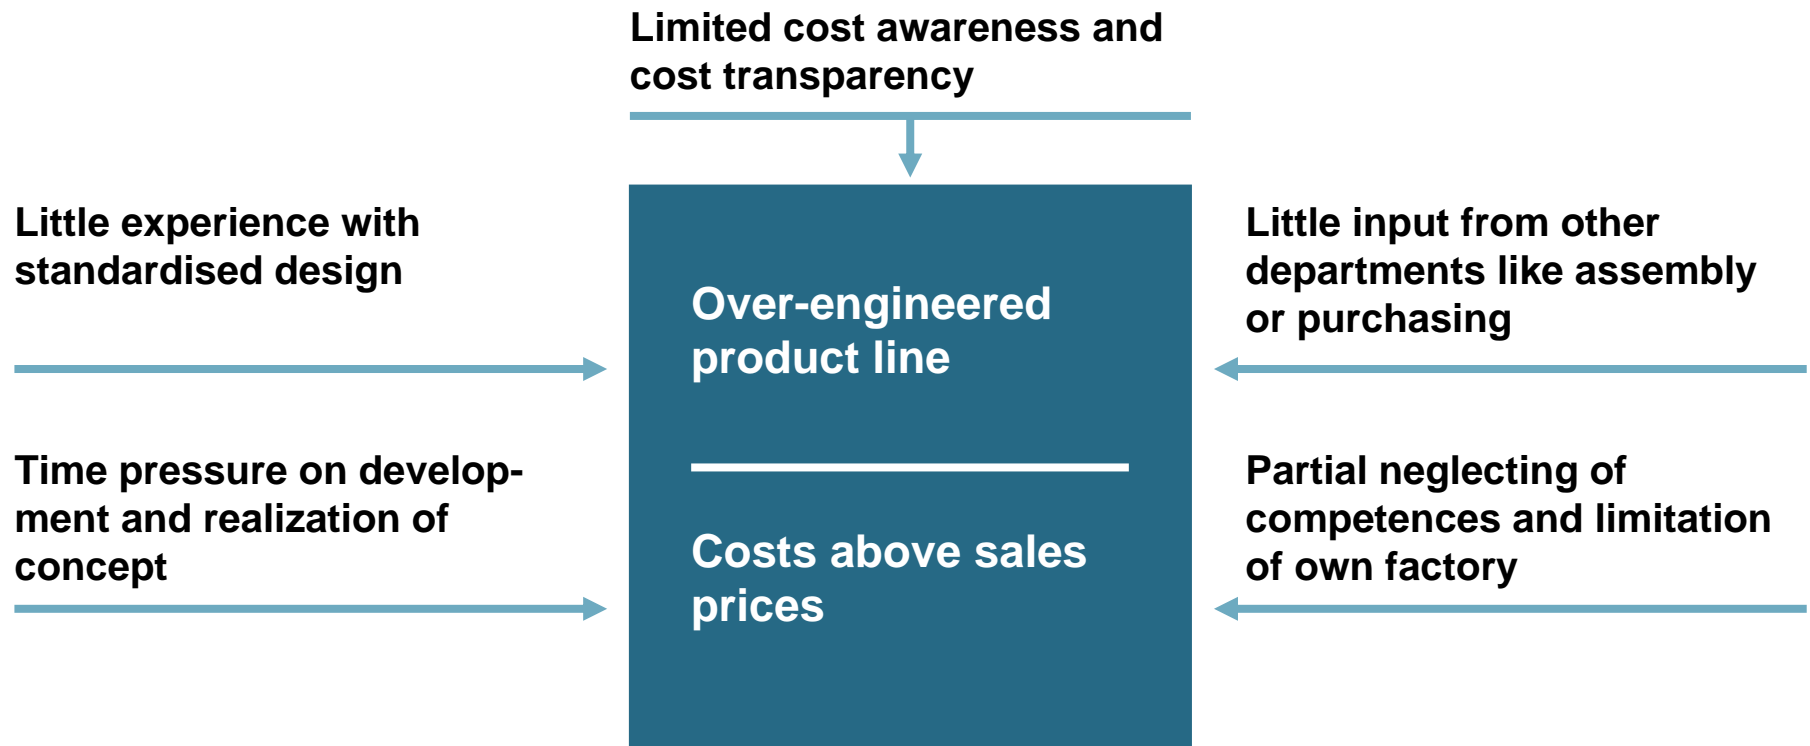 Limited cost awareness and
cost transparency
Little experience with
standardised design
Time pressure on develop-
ment and realization of
concept
Over-engineered
product line
Costs above sales
prices
Little input from other
departments like assembly
or purchasing
Partial neglecting of
competences and limitation
of own factory